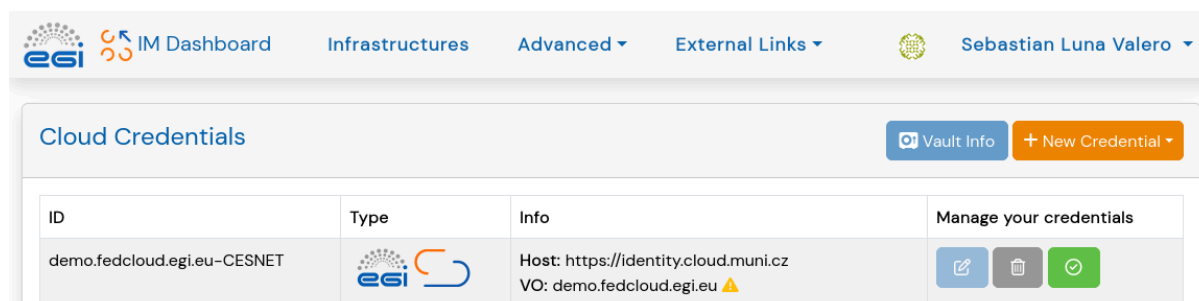 egi
IM Dashboard
Infrastructures
Advanced
External Links
Sebastian Luna Valero
Cloud Credentials
Vault Info
+ New Credential
ID
Type
Info
Manage your credentials
demo.fedcloud.egi.eu-CESNET
egi
Host: https://identity.cloud.muni.cz
VO: demo.fedcloud.egi.eu